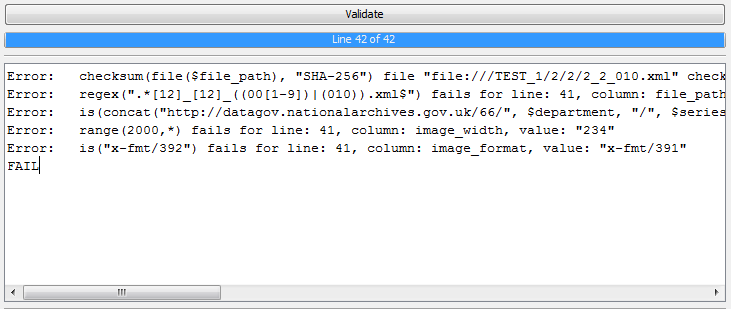 Validate
Line 42 of 42
Error: checksum(file($file_path), "SHA-256") file "file:///TEST_1/2/2/2_2_010.xml" check
Error: regex(".*[12]_[12]_((00[1-9])|(010)).xml$") fails for line: 41, column: file_path
Error: is(concat("http://datagov.nationalarchives.gov.uk/66/", $department, "/", $series
Error: range(2000,*) fails for line: 41, column: image_width, value: "234"
Error: is("x-fmt/392") fails for line: 41, column: image_format, value: "x-fmt/391"
FAIL